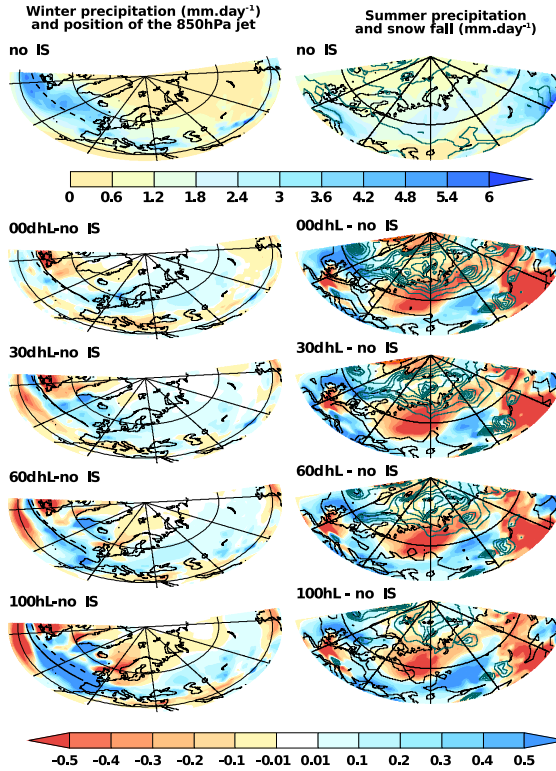 Winter precipitation (mm.day⁻¹)
and position of the 850hPa jet
Summer precipitation
and snow fall (mm.day⁻¹)
no IS
no IS
0 0.6 1.2 1.8 2.4 3 3.6 4.2 4.8 5.4 6
00dhL-no IS
00dhL - no IS
30dhL-no IS
30dhL - no IS
60dhL-no IS
60dhL - no IS
100hL-no IS
100hL - no IS
-0.5 -0.4 -0.3 -0.2 -0.1 -0.01 0.01 0.1 0.2 0.3 0.4 0.5